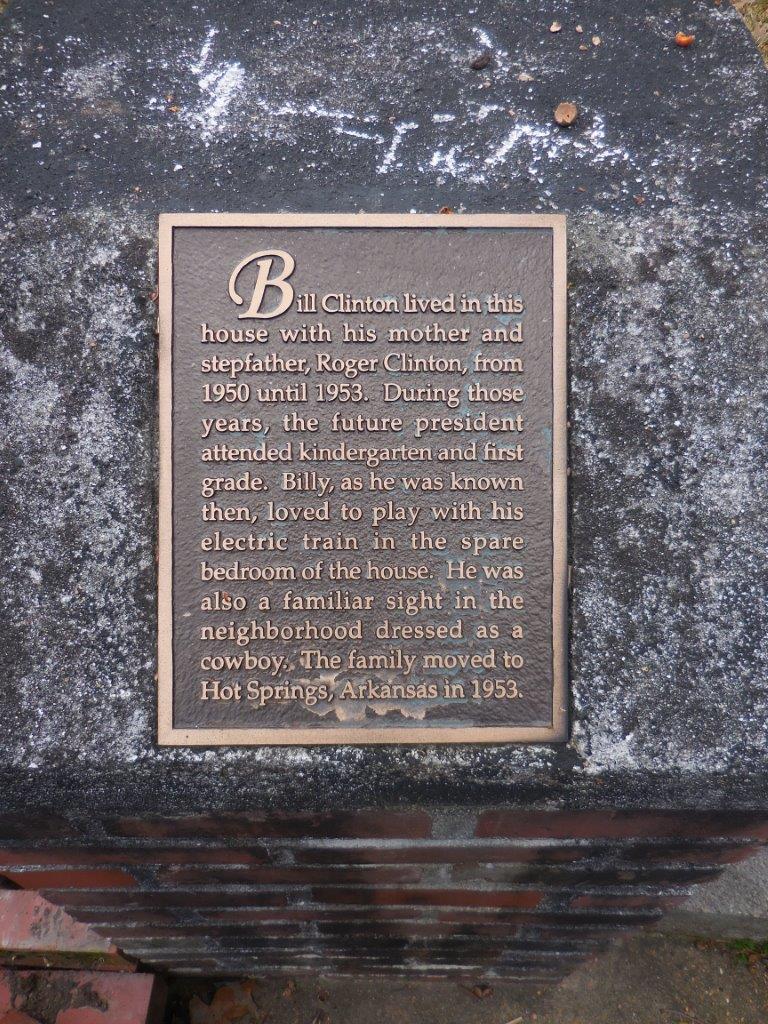 Bill Clinton lived in this
house with his mother and
stepfather, Roger Clinton, from
1950 until 1953. During those
years, the future president
attended kindergarten and first
grade. Billy, as he was known
then, loved to play with his
electric train in the spare
bedroom of the house. He was
also a familiar sight in the
neighborhood dressed as a
cowboy. The family moved to
Hot Springs, Arkansas in 1953.